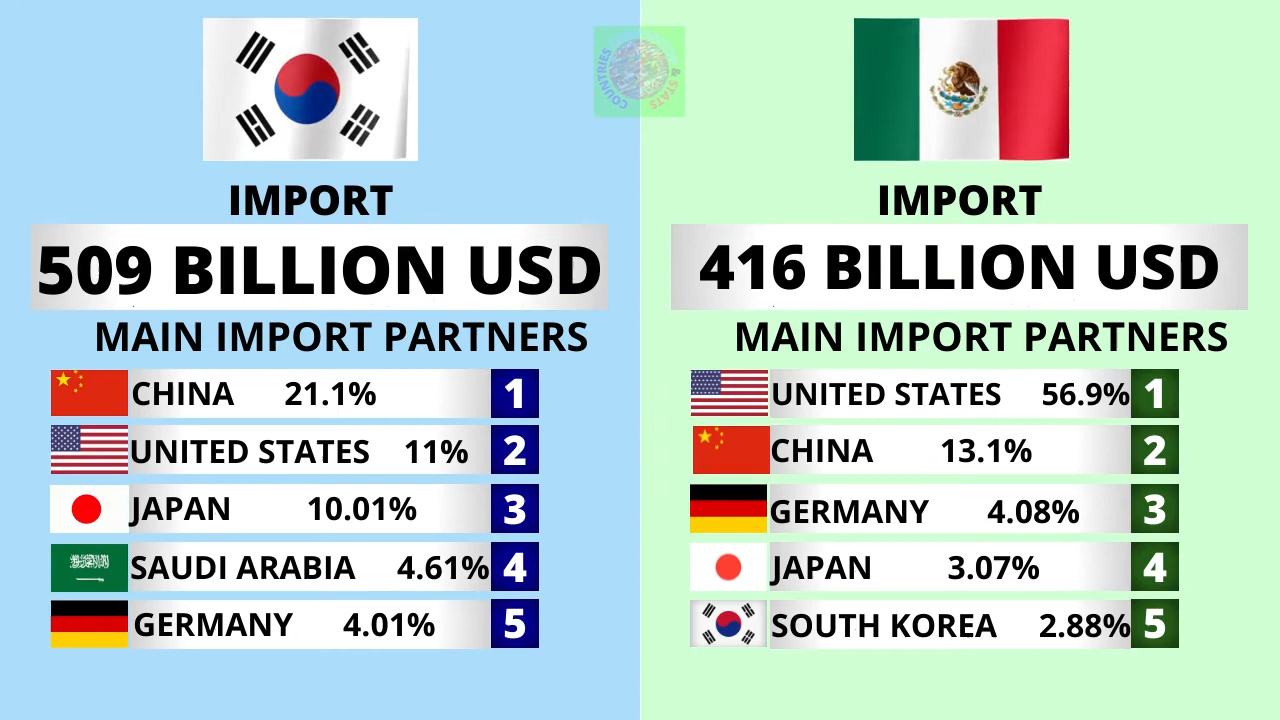 COUNTRIES & STATS
IMPORT
509 BILLION USD
MAIN IMPORT PARTNERS
CHINA 21.1% 1
UNITED STATES 11% 2
JAPAN 10.01% 3
SAUDI ARABIA 4.61% 4
GERMANY 4.01% 5
IMPORT
416 BILLION USD
MAIN IMPORT PARTNERS
UNITED STATES 56.9% 1
CHINA 13.1% 2
GERMANY 4.08% 3
JAPAN 3.07% 4
SOUTH KOREA 2.88% 5